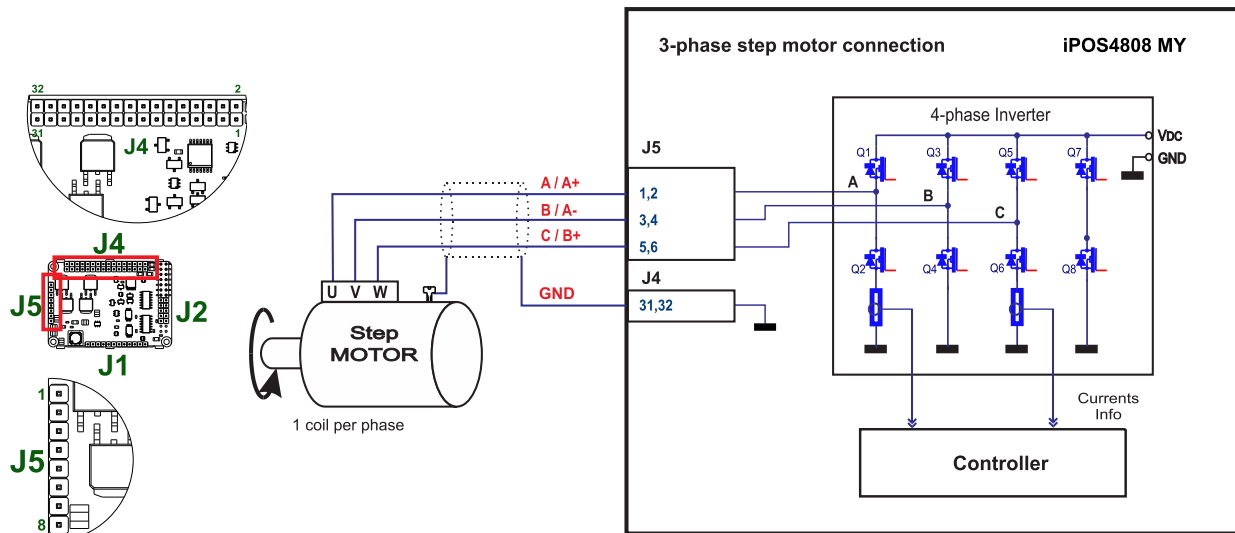 3-phase step motor connection
iPOS4808 MY
32
2
31
1
J4
J4
J5
J2
J1
1
J5
8
A / A+
B / A-
C / B+
GND
U V W
Step
MOTOR
1 coil per phase
J5
1,2
3,4
5,6
J4
31,32
4-phase Inverter
VDC
GND
Q1
Q3
Q5
Q7
A
B
C
Q2
Q4
Q6
Q8
Currents
Info
Controller